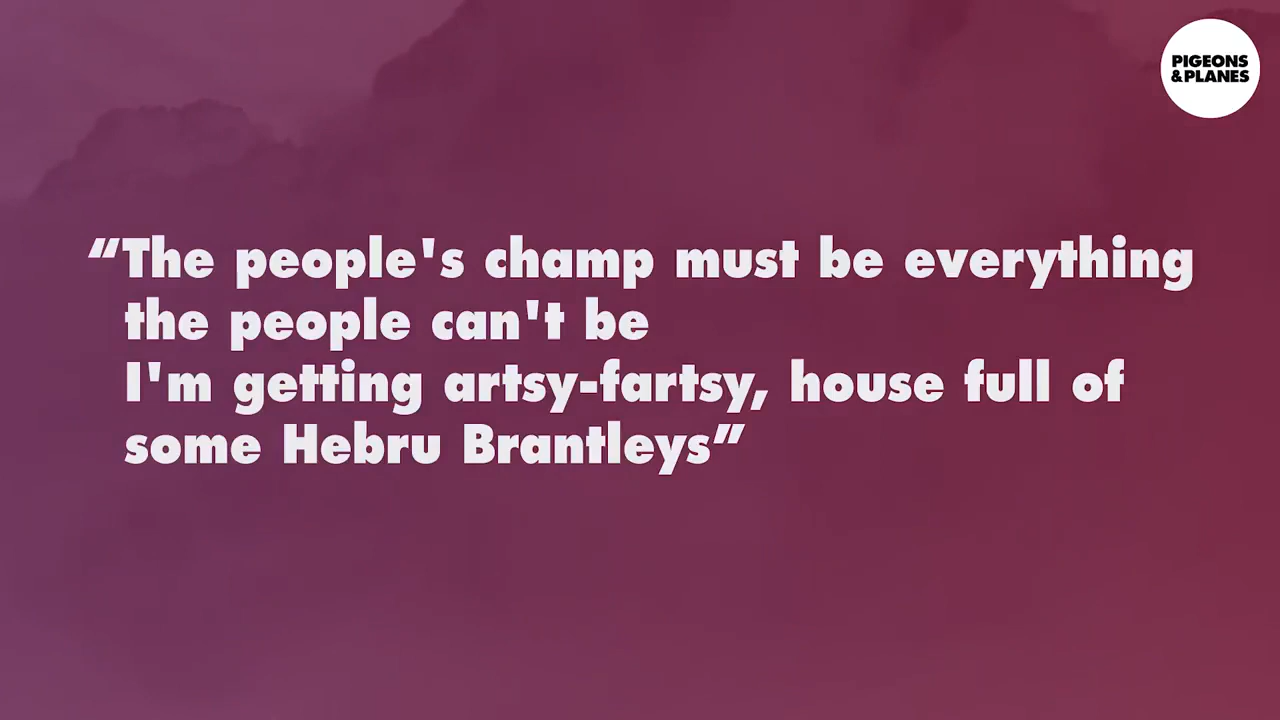 PIGEONS
&PLANES
“The people's champ must be everything
the people can't be
I'm getting artsy-fartsy, house full of
some Hebru Brantleys”